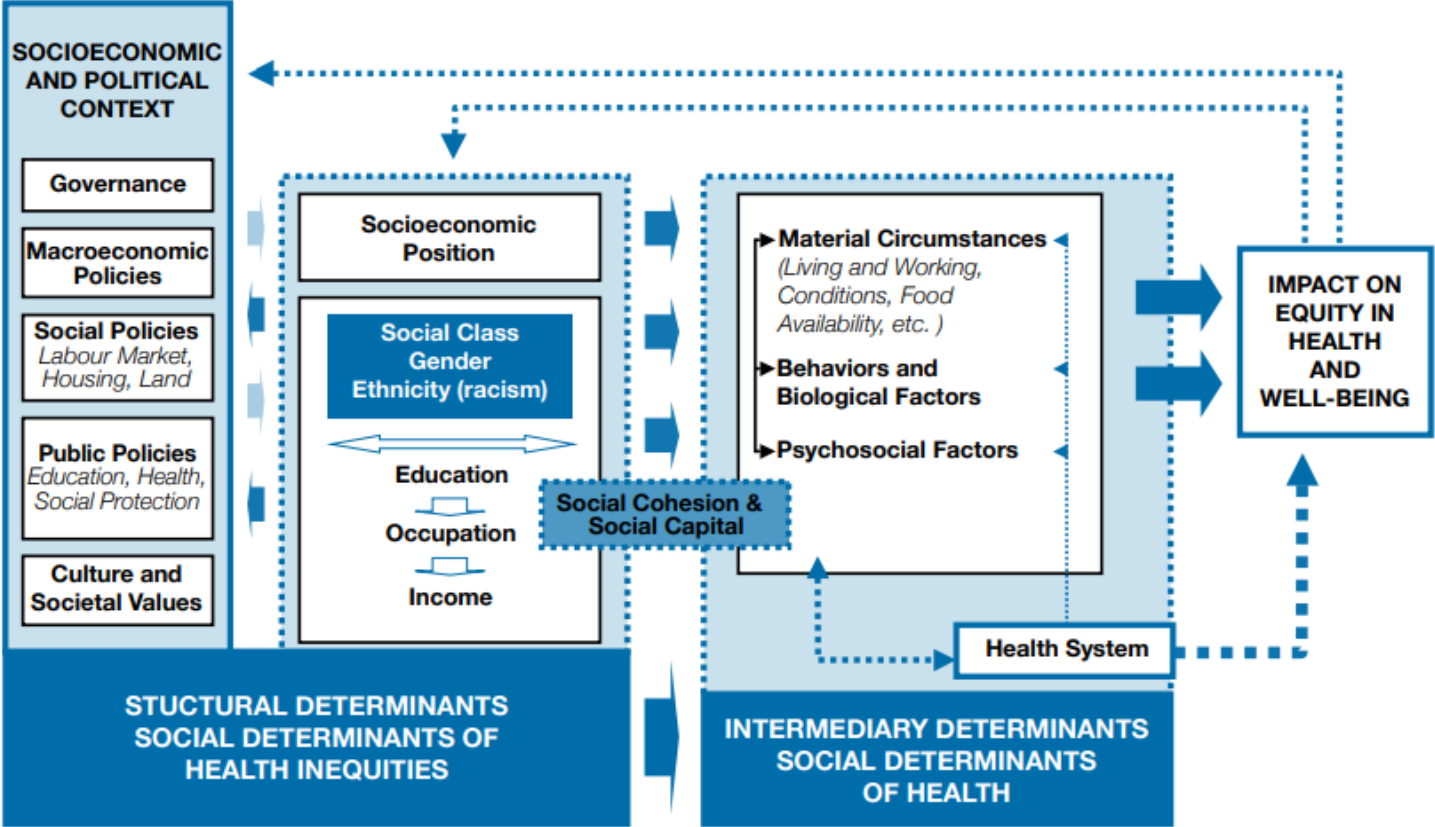 SOCIOECONOMIC
AND POLITICAL
CONTEXT
Governance
Macroeconomic
Policies
Social Policies
Labour Market,
Housing, Land
Public Policies
Education, Health,
Social Protection
Culture and
Societal Values
Socioeconomic
Position
Social Class
Gender
Ethnicity (racism)
Education
Occupation
Income
Social Cohesion &
Social Capital
Material Circumstances
(Living and Working,
Conditions, Food
Availability, etc. )
Behaviors and
Biological Factors
Psychosocial Factors
Health System
IMPACT ON
EQUITY IN
HEALTH
AND
WELL-BEING
STUCTURAL DETERMINANTS
SOCIAL DETERMINANTS OF
HEALTH INEQUITIES
INTERMEDIARY DETERMINANTS
SOCIAL DETERMINANTS
OF HEALTH